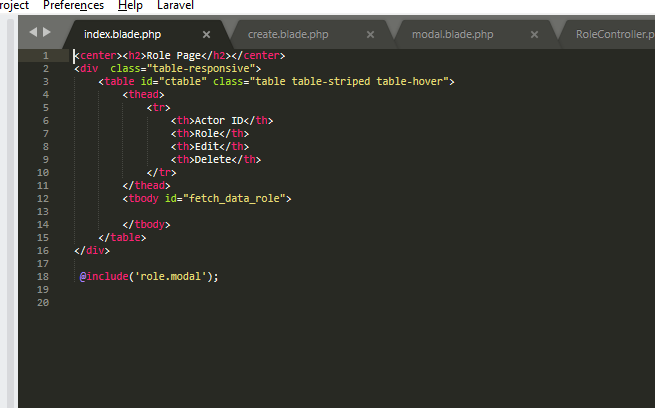 roject Preferences Help Laravel
index.blade.php × create.blade.php × modal.blade.php × RoleController.p
1 <center><h2>Role Page</h2></center>
2 <div  class="table-responsive">
3     <table id="ctable" class="table table-striped table-hover">
4         <thead>
5             <tr>
6                 <th>Actor ID</th>
7                 <th>Role</th>
8                 <th>Edit</th>
9                 <th>Delete</th>
10             </tr>
11         </thead>
12         <tbody id="fetch_data_role">
13
14         </tbody>
15     </table>
16 </div>
17
18  @include('role.modal');
19
20